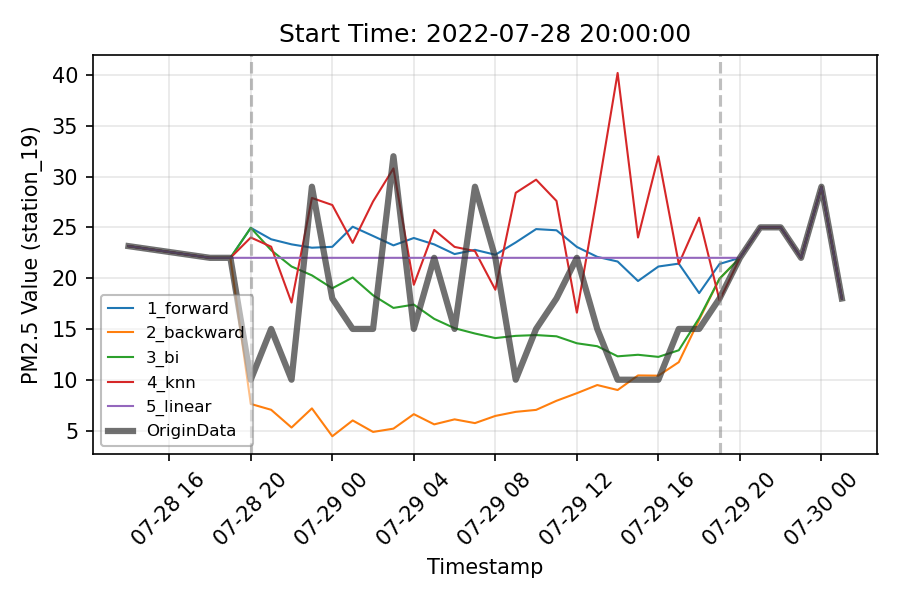 Start Time: 2022-07-28 20:00:00
PM2.5 Value (station_19)
40
35
30
25
20
15
10
5
1_forward
2_backward
3_bi
4_knn
5_linear
OriginData
07-28 16
07-28 20
07-29 00
07-29 04
07-29 08
07-29 12
07-29 16
07-29 20
07-30 00
Timestamp